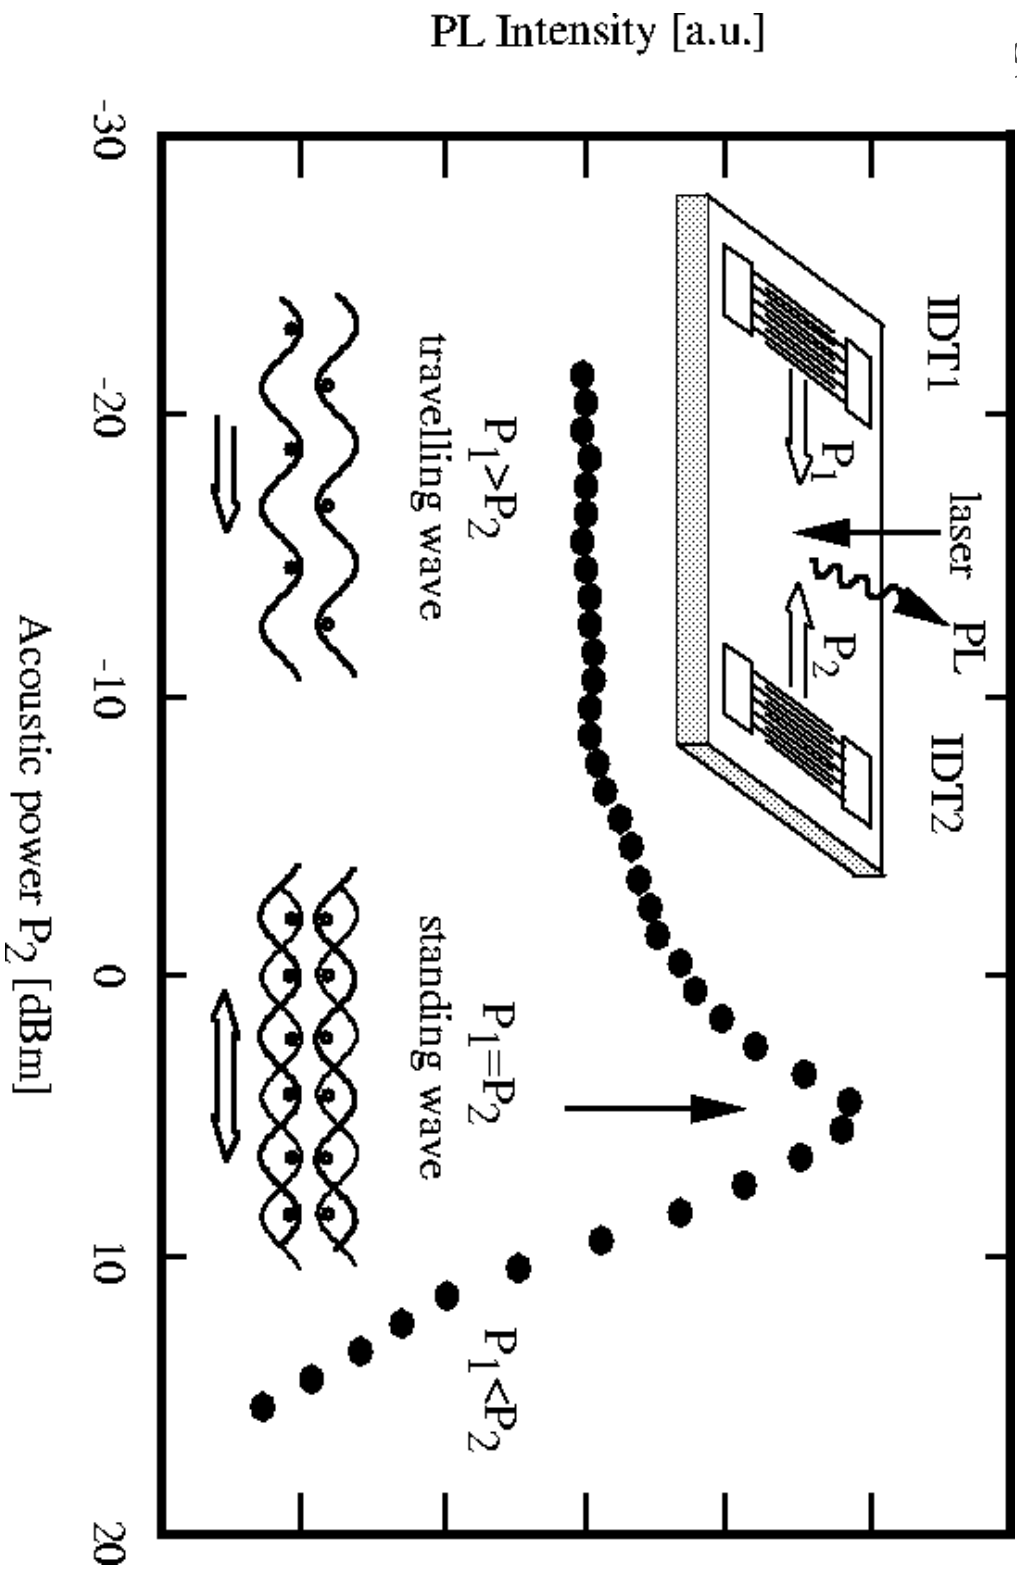 PL Intensity [a.u.]
IDT1
laser
PL
IDT2
P1
P2
P1>P2
travelling wave
P1=P2
standing wave
P1<P2
-30
-20
-10
0
10
20
Acoustic power P2 [dBm]